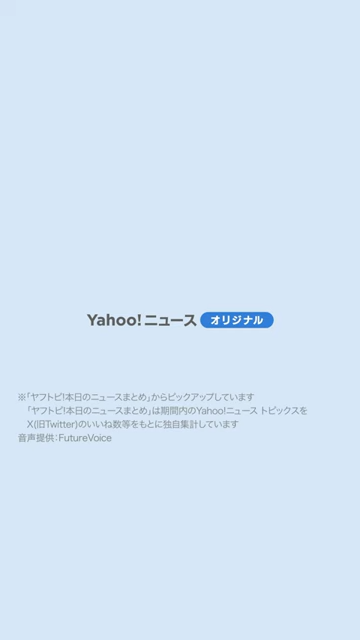 Yahoo!ニュース オリジナル
※「ヤフトピ!本日のニュースまとめ」からピックアップしています
「ヤフトピ!本日のニュースまとめ」は期間内のYahoo!ニュース トピックスを
X(旧Twitter)のいいね数等をもとに独自集計しています
音声提供：FutureVoice